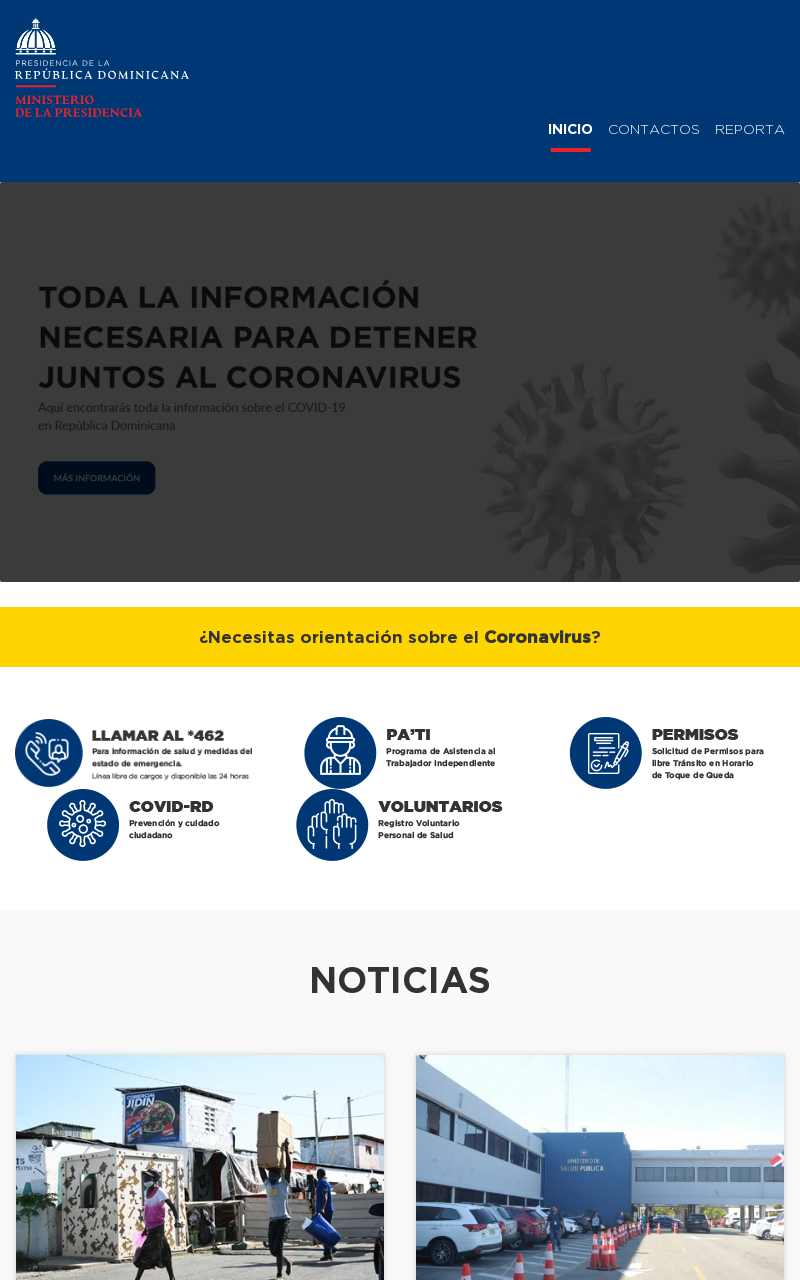 PRESIDENCIA DE LA
REPÚBLICA DOMINICANA
MINISTERIO
DE LA PRESIDENCIA
INICIO CONTACTOS REPORTA
TODA LA INFORMACIÓN
NECESARIA PARA DETENER
JUNTOS AL CORONAVIRUS
Aquí encontrarás toda la información sobre el COVID-19
en República Dominicana
MÁS INFORMACIÓN
¿Necesitas orientación sobre el Coronavirus?
LLAMAR AL *462
Para información de salud y medidas del
estado de emergencia.
Línea libre de cargos y disponible las 24 horas
PA'TI
Programa de Asistencia al
Trabajador Independiente
PERMISOS
Solicitud de Permisos para
libre Tránsito en Horario
de Toque de Queda
COVID-RD
Prevención y cuidado
ciudadano
VOLUNTARIOS
Registro Voluntario
Personal de Salud
NOTICIAS
COMERCIAL
JIDIN
MINISTERIO DE
SALUD PUBLICA